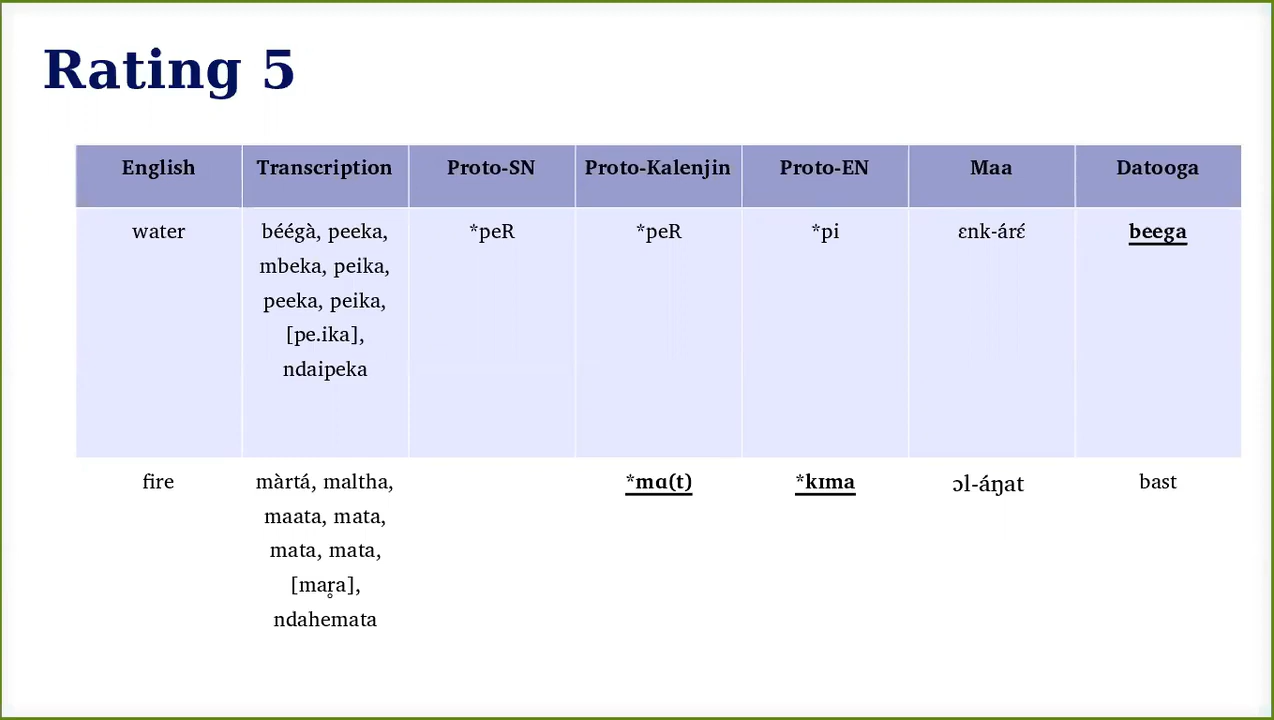 Rating 5
English Transcription Proto-SN Proto-Kalenjin Proto-EN Maa Datooga
water béégà, peeka, *peR *peR *pi ɛnk-árɛ́ beega
mbeka, peika,
peeka, peika,
[pe.ika],
ndaipeka
fire màrtá, maltha, *mɑ(t) *kɪma ɔl-áŋat bast
maata, mata,
mata, mata,
[mar̥a],
ndahemata